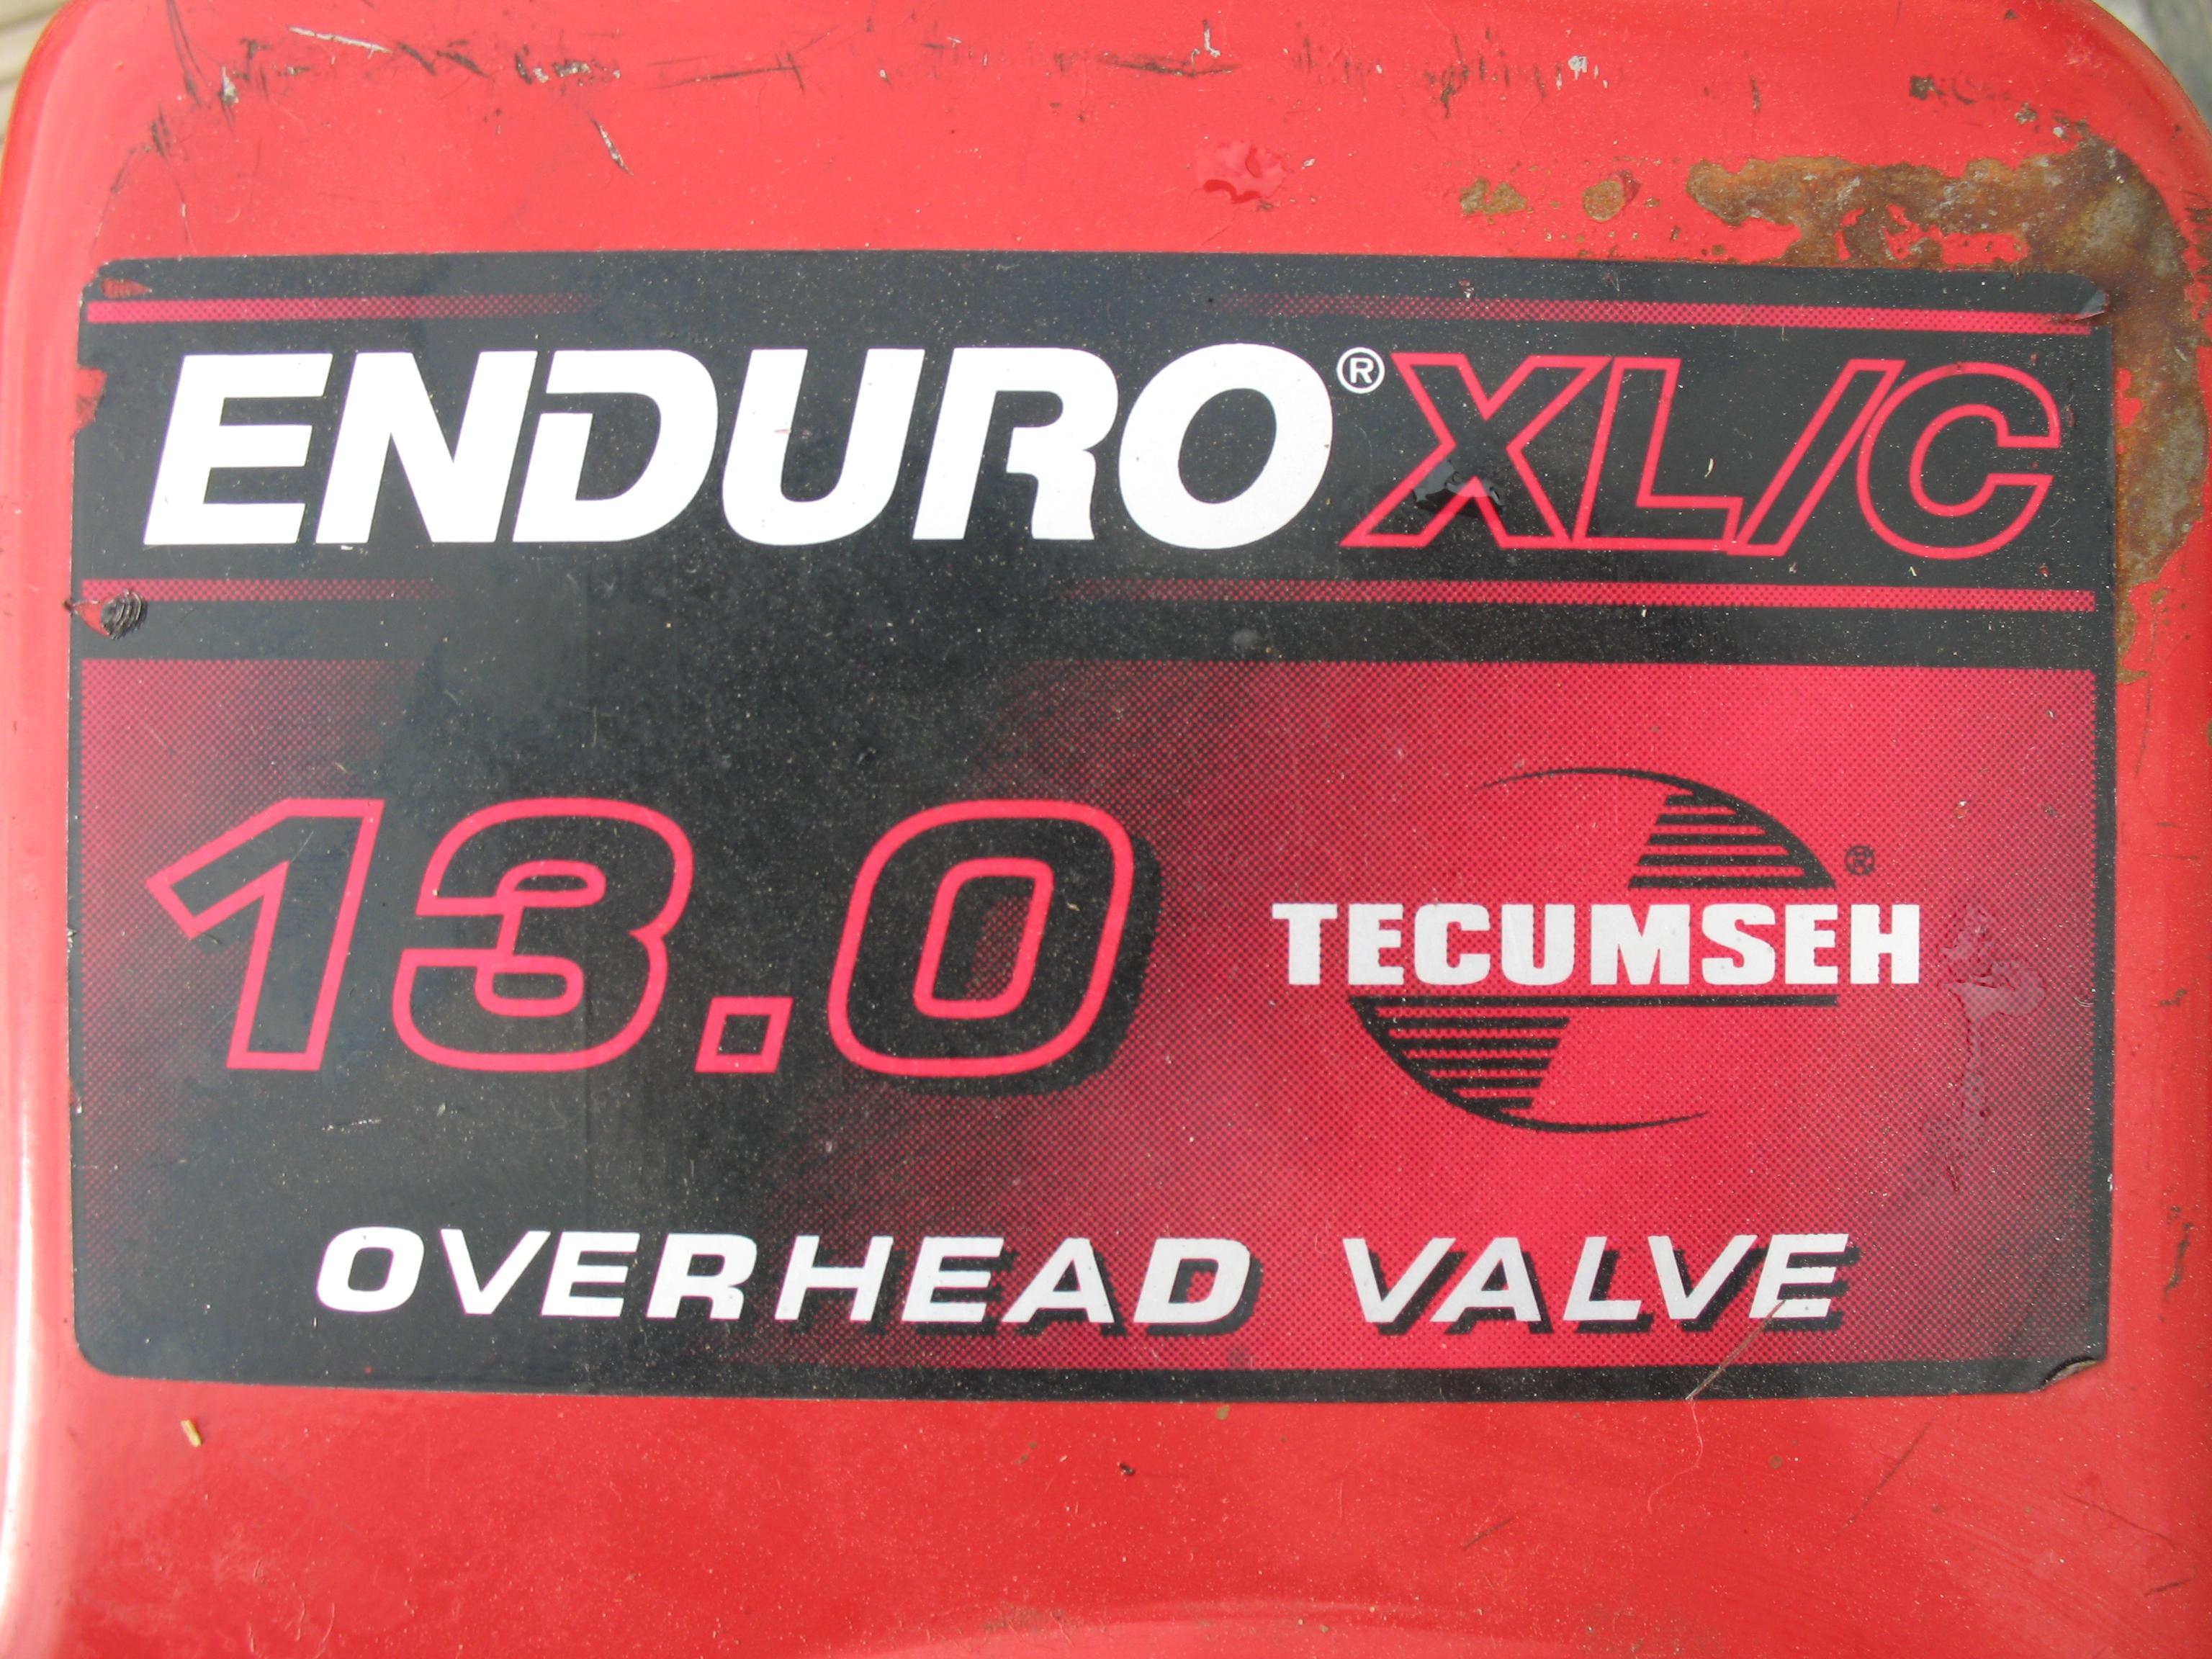 ENDURO® XL/C
13.0
TECUMSEH®
OVERHEAD VALVE